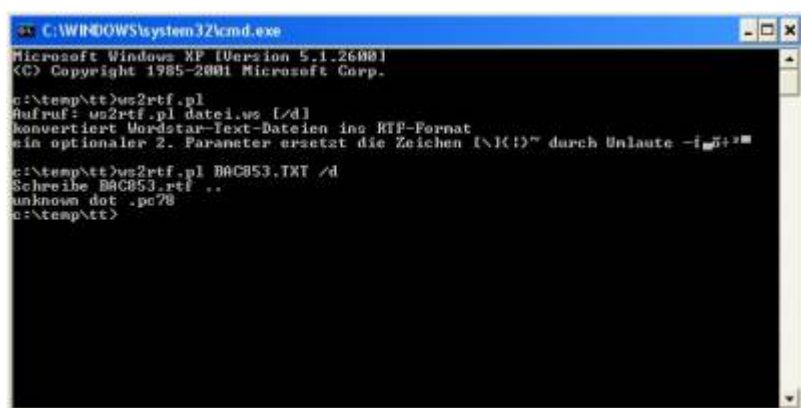 C:\WINDOWS\system32\cmd.exe
Microsoft Windows XP [Version 5.1.2600]
(C) Copyright 1985-2001 Microsoft Corp.
c:\temp\tt>ws2rtf.pl
Aufruf: ws2rtf.pl datei.ws [/d]
konvertiert Wordstar-Text-Dateien ins RTF-Format
ein optionaler 2. Parameter ersetzt die Zeichen [\]{|}~ durch Umlaute
c:\temp\tt>ws2rtf.pl BAC853.TXT /d
Schreibe BAC853.rtf ..
unknown dot .pc78
c:\temp\tt>